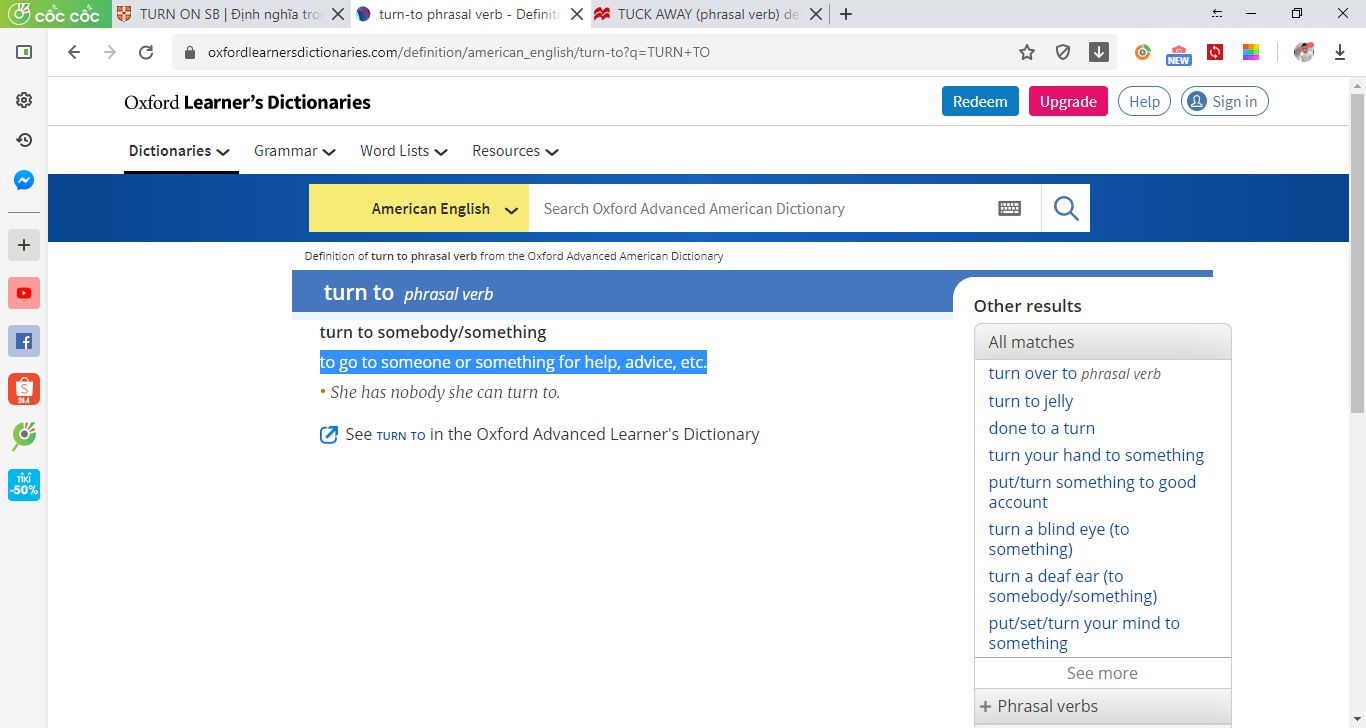 cốc cốc
TURN ON SB | Định nghĩa tro
turn-to phrasal verb - Definiti
TUCK AWAY (phrasal verb) de
oxfordlearnersdictionaries.com/definition/american_english/turn-to?q=TURN+TO
NEW
Oxford Learner's Dictionaries
Redeem
Upgrade
Help
Sign in
Dictionaries
Grammar
Word Lists
Resources
American English
Search Oxford Advanced American Dictionary
Definition of turn to phrasal verb from the Oxford Advanced American Dictionary
turn to phrasal verb
turn to somebody/something
to go to someone or something for help, advice, etc.
• She has nobody she can turn to.
See TURN TO in the Oxford Advanced Learner's Dictionary
Other results
All matches
turn over to phrasal verb
turn to jelly
done to a turn
turn your hand to something
put/turn something to good
account
turn a blind eye (to
something)
turn a deaf ear (to
somebody/something)
put/set/turn your mind to
something
See more
+ Phrasal verbs
S
24.4
TIKI
-50%